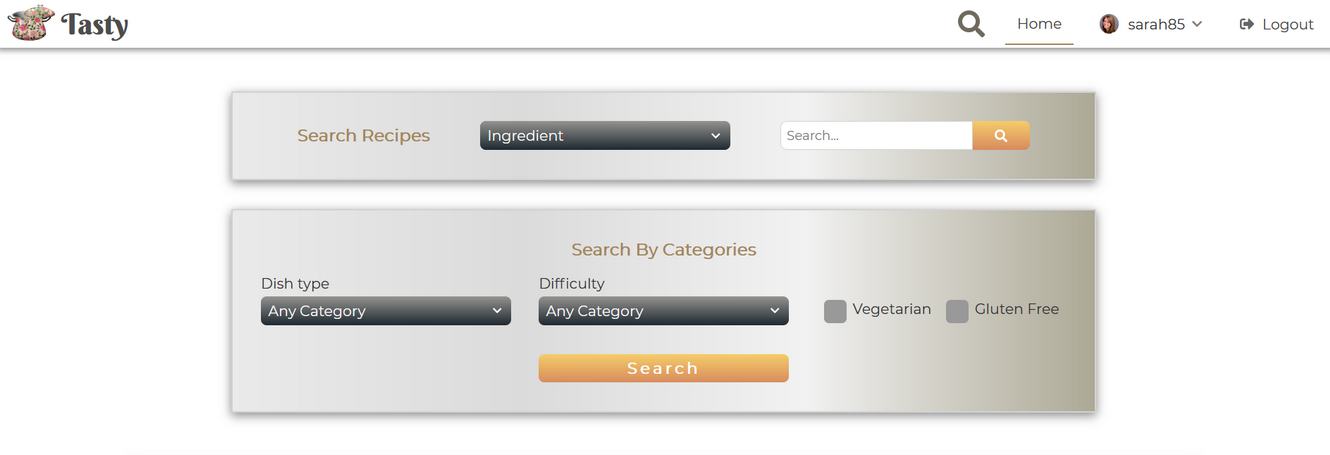 Tasty
Home
sarah85
Logout
Search Recipes
Ingredient
Search...
Search By Categories
Dish type
Difficulty
Any Category
Any Category
Vegetarian
Gluten Free
Search